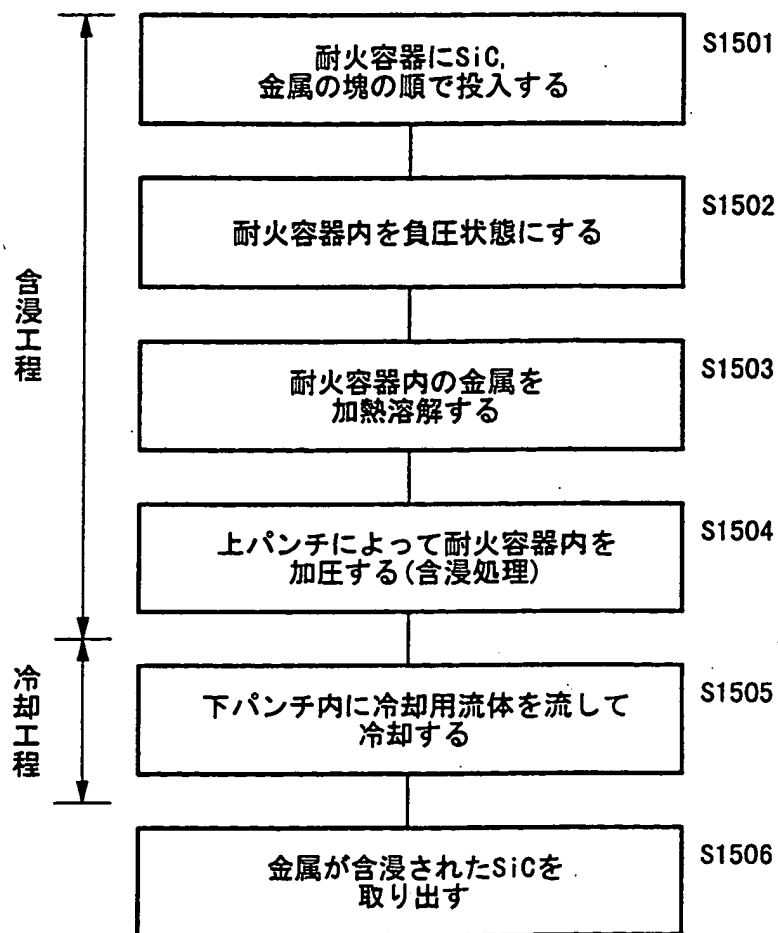 耐火容器にSiC,
金属の塊の順で投入する
S1501
耐火容器内を負圧状態にする
S1502
耐火容器内の金属を
加熱溶解する
S1503
上パンチによって耐火容器内を
加圧する(含浸処理)
S1504
含浸工程
下パンチ内に冷却用流体を流して
冷却する
S1505
冷却工程
金属が含浸されたSiCを
取り出す
S1506